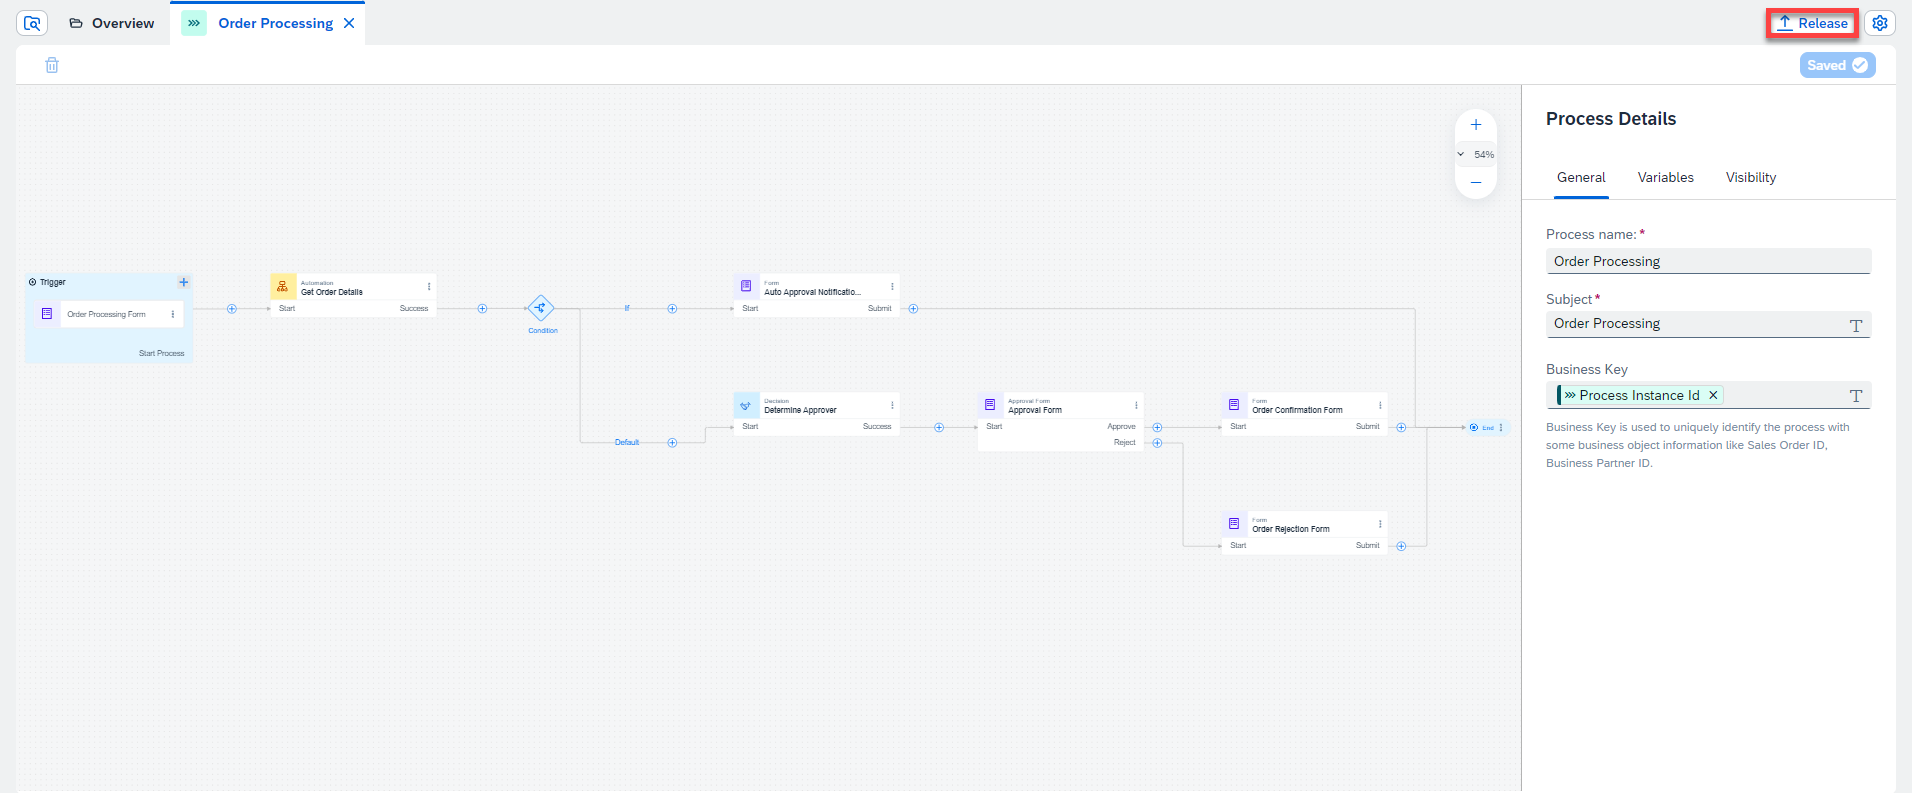 Overview
Order Processing
Release
Saved
54%
Trigger
Order Processing Form
Start Process
Automation
Get Order Details
Start
Success
Condition
If
Default
Form
Auto Approval Notificatio...
Start
Submit
Decision
Determine Approver
Start
Success
Approval Form
Approval Form
Start
Approve
Reject
Form
Order Confirmation Form
Start
Submit
Form
Order Rejection Form
Start
Submit
End
Process Details
General
Variables
Visibility
Process name:*
Order Processing
Subject*
Order Processing
Business Key
Process Instance Id
Business Key is used to uniquely identify the process with
some business object information like Sales Order ID,
Business Partner ID.